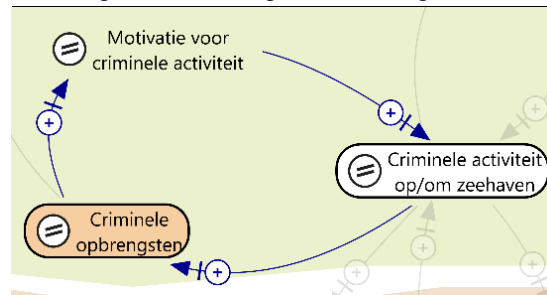 Motivatie voor
criminele activiteit
+
+
Criminele activiteit
op/om zeehaven
+
Criminele
opbrengsten
+
+
+
+